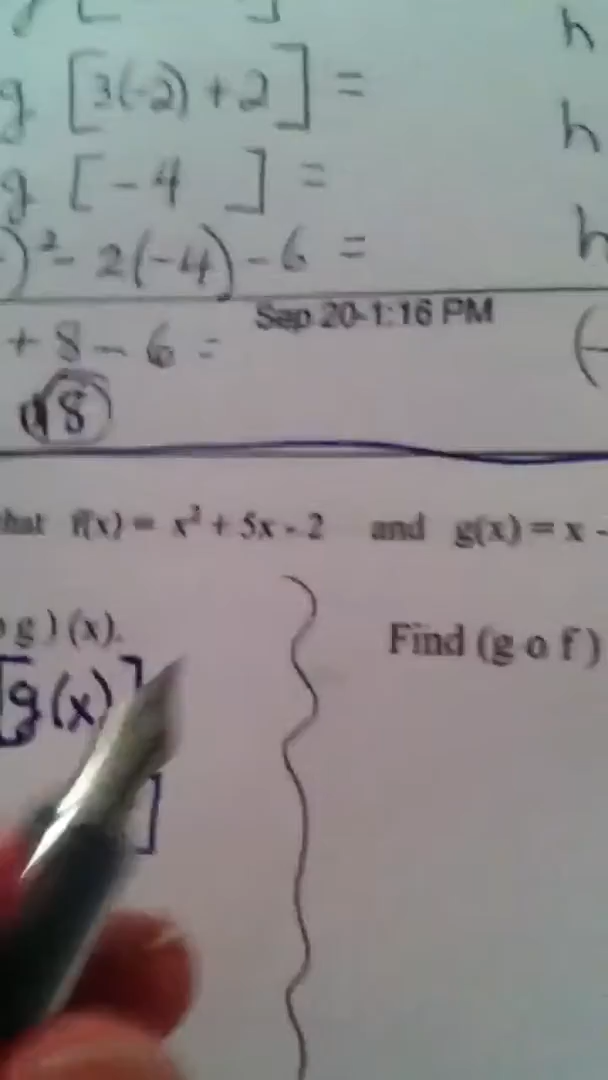 g [3(-2) + 2] =
h
g [-4 ] =
h
)² - 2(-4) - 6 =
h
Sep 20-1:16 PM
+ 8 - 6 =
(-
18
hat f(x) = x² + 5x - 2 and g(x) = x -
o g ) (x).
Find (g o f )
[g(x)]
]